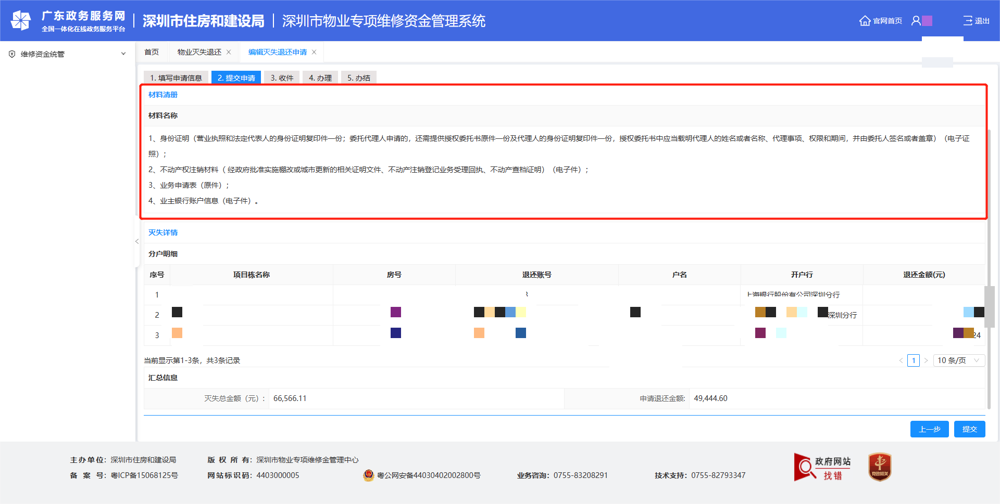 广东政务服务网
全国一体化在线政务服务平台
深圳市住房和建设局
深圳市物业专项维修资金管理系统
官网首页
退出
维修资金统管
首页
物业灭失退还
编辑灭失退还申请
1. 填写申请信息
2. 提交申请
3. 收件
4. 办理
5. 办结
材料清册
材料名称
1、身份证明（营业执照和法定代表人的身份证明复印件一份；委托代理人申请的，还需提供授权委托书原件一份及代理人的身份证明复印件一份，授权委托书中应当载明代理人的姓名或者名称、代理事项、权限和期间，并由委托人签名或者盖章）（电子证
照）；
2、不动产权注销材料（ 经政府批准实施棚改或城市更新的相关证明文件、不动产注销登记业务受理回执、不动产查档证明）（电子件）；
3、业务申请表（原件）；
4、业主银行账户信息（电子件）。
灭失详情
分户明细
序号 项目栋名称 房号 退还账号 户名 开户行 退还金额(元)
1 上海银行股份有公司深圳分行
2 深圳分行
3 24
当前显示第1-3条，共3条记录
1
10 条/页
汇总信息
灭失总金额（元）: 66,566.11 申请退还金额: 49,444.60
上一步
提交
主办单位： 深圳市住房和建设局
版 权 所 有： 深圳市物业专项维修金管理中心
备 案 号： 粤ICP备15068125号
网站标识码： 4403000005
粤公网安备44030402002800号
业务咨询： 0755-83208291
技术支持： 0755-82793347
政府网站
找错
党政机关